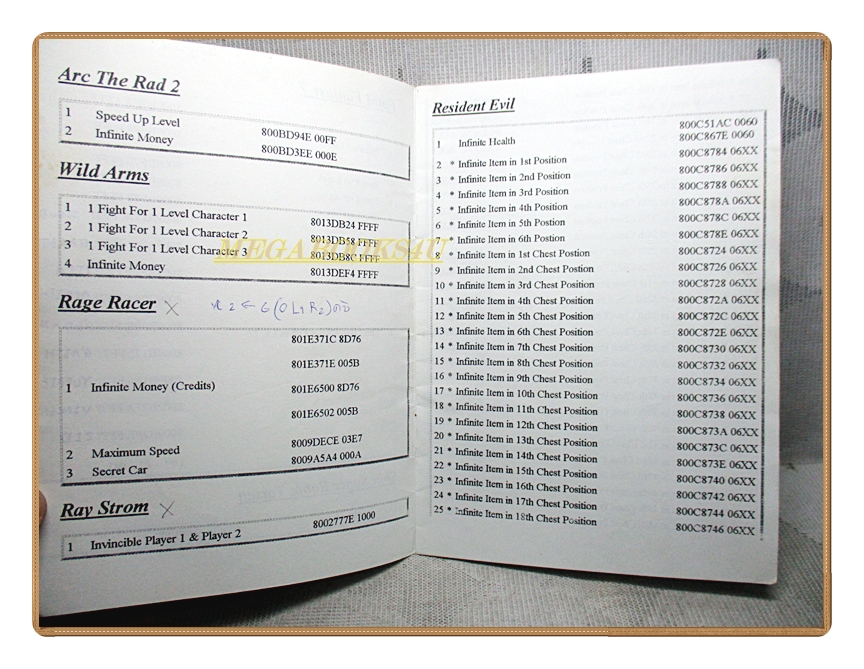 Arc The Rad 2
1 Speed Up Level 800BD94E 00FF
2 Infinite Money 800BD3EE 000E
Wild Arms
1 1 Fight For 1 Level Character 1 8013DB24 FFFF
2 1 Fight For 1 Level Character 2 8013DB58 FFFF
3 1 Fight For 1 Level Character 3 8013DB8C FFFF
4 Infinite Money 8013DEF4 FFFF
MEGABOOKS4U
Rage Racer
801E371C 8D76
801E371E 005B
1 Infinite Money (Credits) 801E6500 8D76
801E6502 005B
2 Maximum Speed 8009DECE 03E7
3 Secret Car 8009A5A4 000A
Ray Strom
1 Invincible Player 1 & Player 2 8002777E 1000
Resident Evil
800C51AC 0060
1 Infinite Health 800C867E 0060
2 * Infinite Item in 1st Position 800C8784 06XX
3 * Infinite Item in 2nd Position 800C8786 06XX
4 * Infinite Item in 3rd Position 800C8788 06XX
5 * Infinite Item in 4th Position 800C878A 06XX
6 * Infinite Item in 5th Postion 800C878C 06XX
7 * Infinite Item in 6th Postion 800C878E 06XX
8 * Infinite Item in 1st Chest Position 800C8724 06XX
9 * Infinite Item in 2nd Chest Postion 800C8726 06XX
10 * Infinite Item in 3rd Chest Position 800C8728 06XX
11 * Infinite Item in 4th Chest Position 800C872A 06XX
12 * Infinite Item in 5th Chest Position 800C872C 06XX
13 * Infinite Item in 6th Chest Position 800C872E 06XX
14 * Infinite Item in 7th Chest Position 800C8730 06XX
15 * Infinite Item in 8th Chest Position 800C8732 06XX
16 * Infinite Item in 9th Chest Position 800C8734 06XX
17 * Infinite Item in 10th Chest Position 800C8736 06XX
18 * Infinite Item in 11th Chest Position 800C8738 06XX
19 * Infinite Item in 12th Chest Position 800C873A 06XX
20 * Infinite Item in 13th Chest Position 800C873C 06XX
21 * Infinite Item in 14th Chest Position 800C873E 06XX
22 * Infinite Item in 15th Chest Position 800C8740 06XX
23 * Infinite Item in 16th Chest Position 800C8742 06XX
24 * Infinite Item in 17th Chest Position 800C8744 06XX
25 * Infinite Item in 18th Chest Position 800C8746 06XX